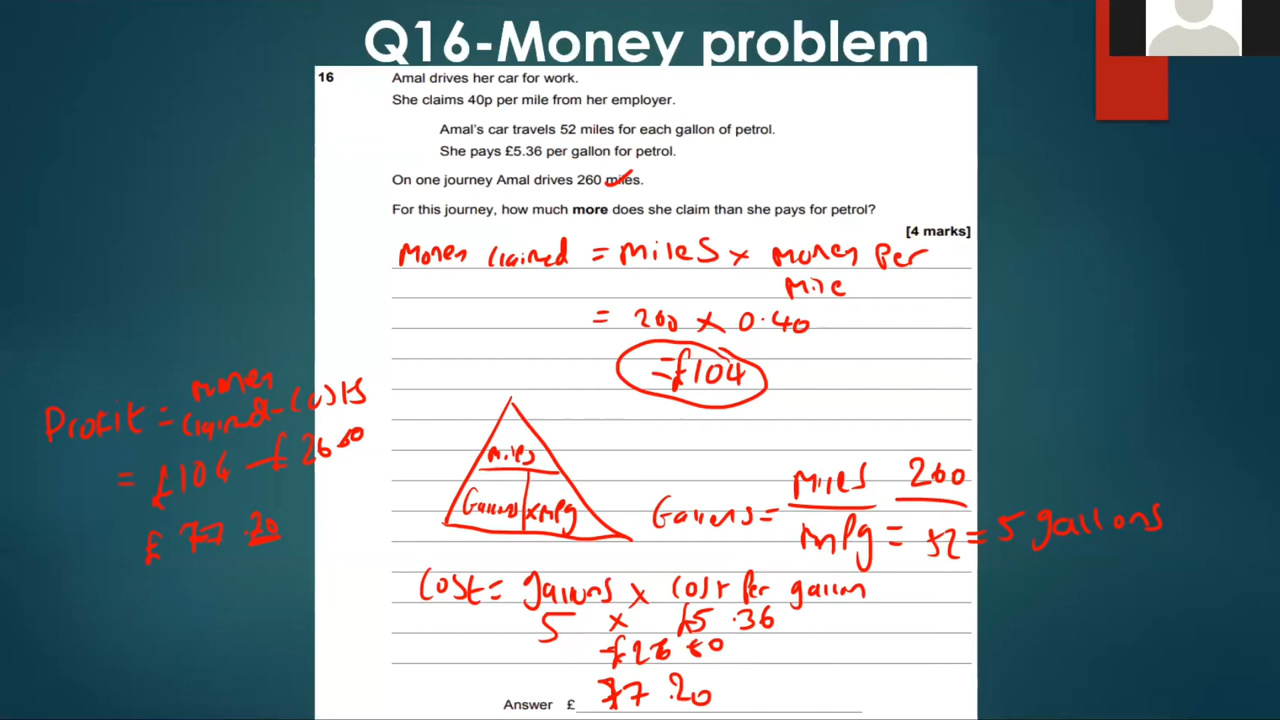 Q16-Money problem
16 Amal drives her car for work.
She claims 40p per mile from her employer.
Amal's car travels 52 miles for each gallon of petrol.
She pays £5.36 per gallon for petrol.
On one journey Amal drives 260 miles.
For this journey, how much more does she claim than she pays for petrol?
[4 marks]
Money claimed = miles × money per
mile
= 260 × 0.40
=£104
Profit = money
claimed - costs
= £104 - £26.80
£77.20
miles
Gallons × mpg
Gallons = miles / mpg = 260 / 52 = 5 gallons
Cost = gallons × cost per gallon
5 × £5.36
=£26.80
Answer £ 77.20